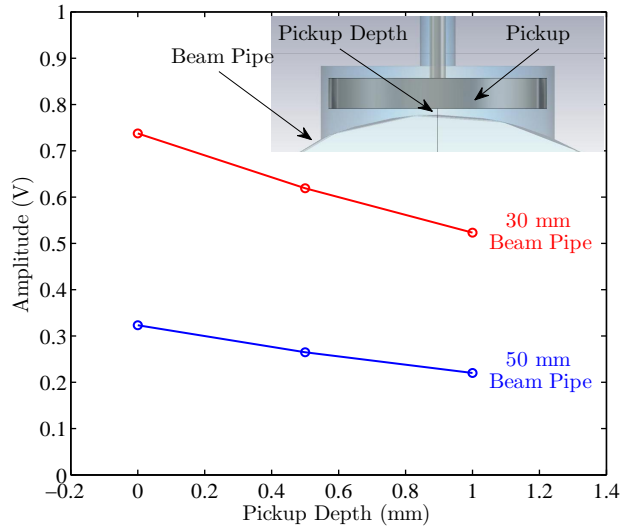 1
0.9
0.8
0.7
0.6
0.5
0.4
0.3
0.2
0.1
0
Amplitude (V)
Pickup Depth
Pickup
Beam Pipe
30 mm
Beam Pipe
50 mm
Beam Pipe
−0.2 0 0.2 0.4 0.6 0.8 1 1.2 1.4
Pickup Depth (mm)